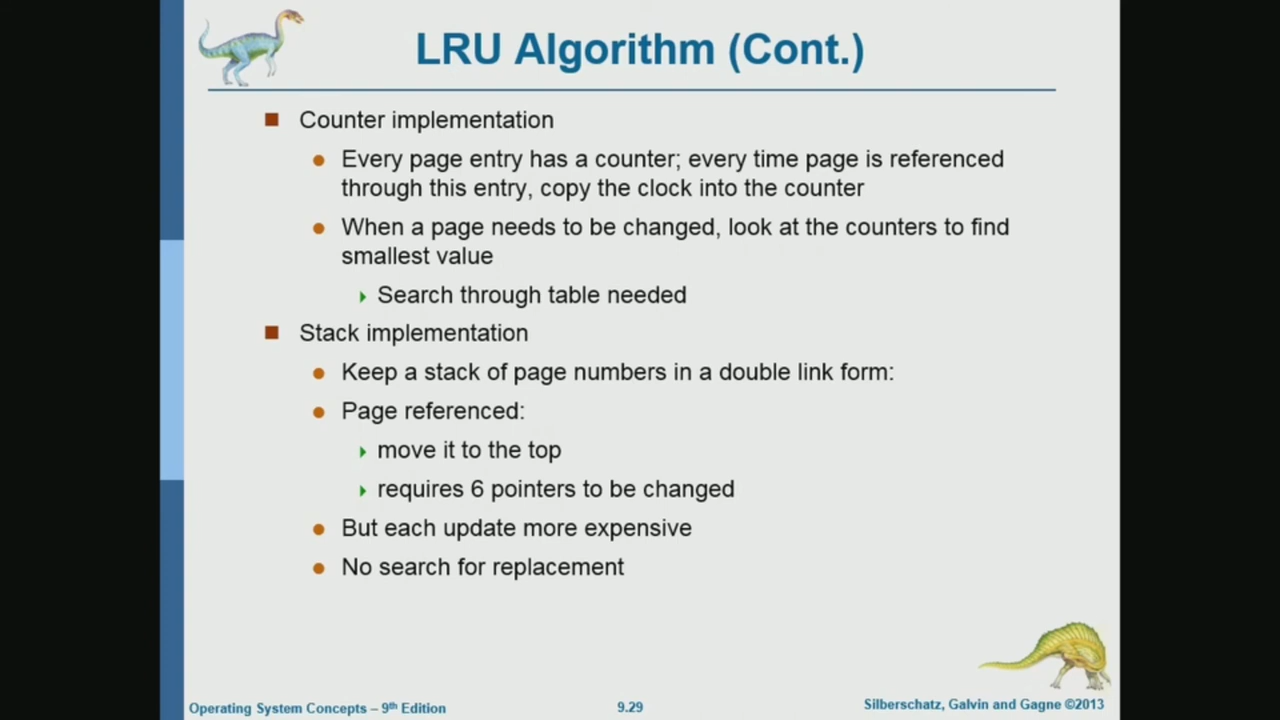 LRU Algorithm (Cont.)
Counter implementation
Every page entry has a counter; every time page is referenced
through this entry, copy the clock into the counter
When a page needs to be changed, look at the counters to find
smallest value
Search through table needed
Stack implementation
Keep a stack of page numbers in a double link form:
Page referenced:
move it to the top
requires 6 pointers to be changed
But each update more expensive
No search for replacement
Operating System Concepts – 9th Edition
9.29
Silberschatz, Galvin and Gagne ©2013